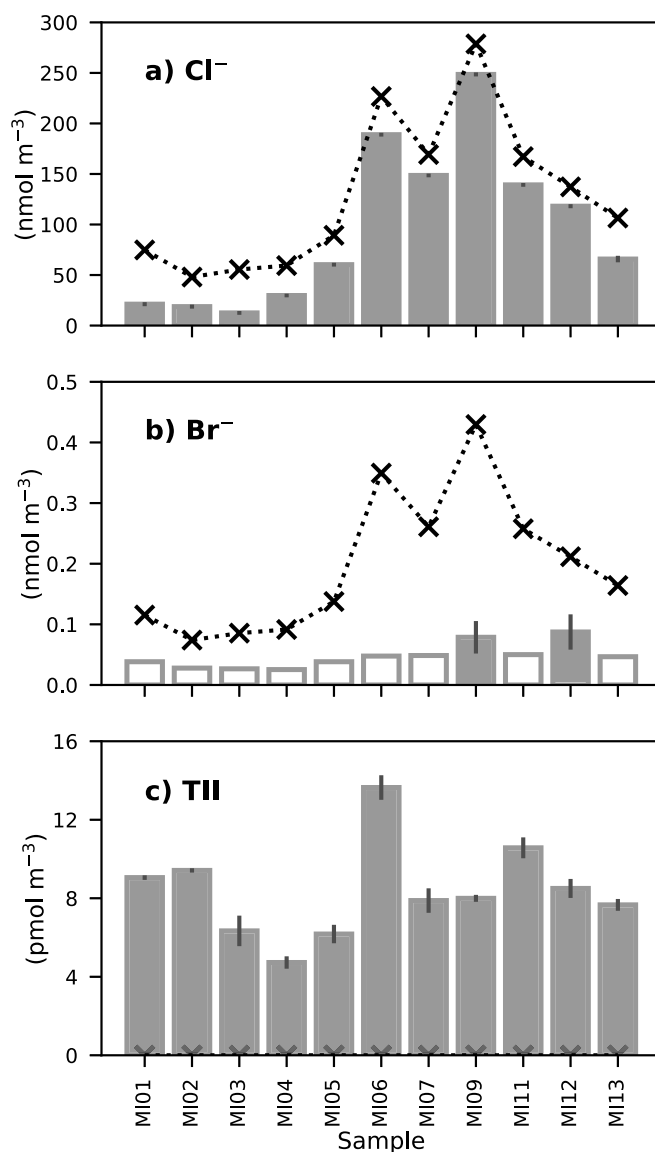 300
250
200
150
100
50
0
(nmol m⁻³)
a) Cl⁻
0.5
0.4
0.3
0.2
0.1
0.0
(nmol m⁻³)
b) Br⁻
16
12
8
4
0
(pmol m⁻³)
c) TII
MI01
MI02
MI03
MI04
MI05
MI06
MI07
MI09
MI11
MI12
MI13
Sample